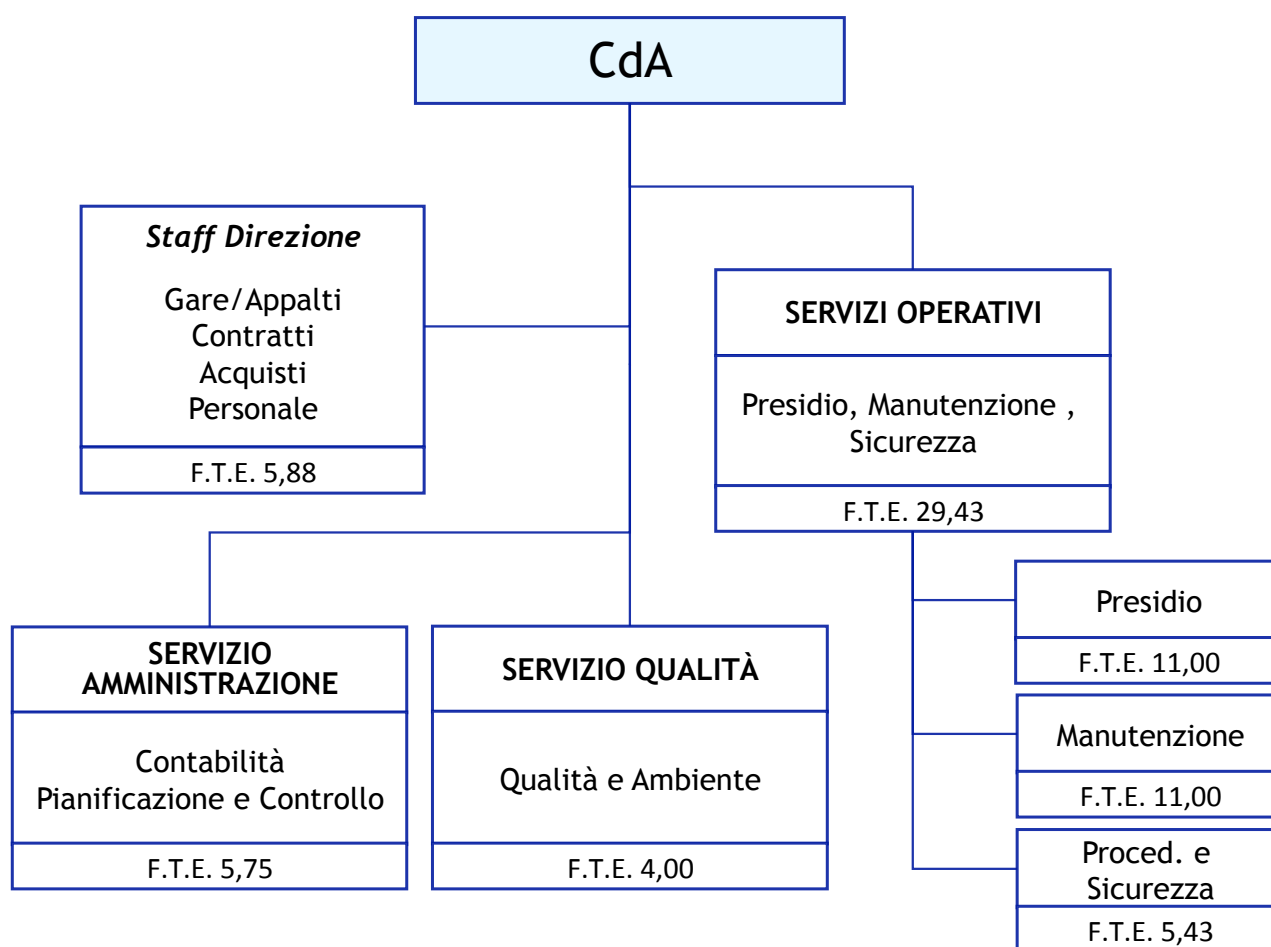 CdA
Staff Direzione
Gare/Appalti
Contratti
Acquisti
Personale
F.T.E. 5,88
SERVIZI OPERATIVI
Presidio, Manutenzione ,
Sicurezza
F.T.E. 29,43
SERVIZIO
AMMINISTRAZIONE
Contabilità
Pianificazione e Controllo
F.T.E. 5,75
SERVIZIO QUALITÀ
Qualità e Ambiente
F.T.E. 4,00
Presidio
F.T.E. 11,00
Manutenzione
F.T.E. 11,00
Proced. e
Sicurezza
F.T.E. 5,43